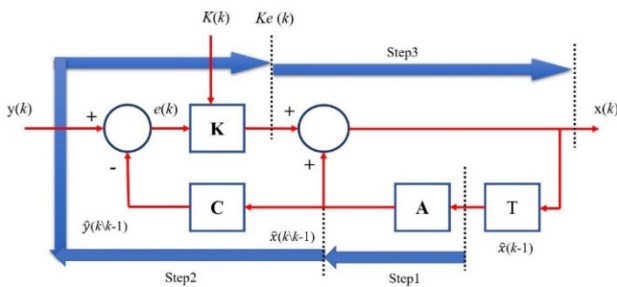 K(k)
Ke (k)
Step3
y(k)
+
e(k)
K
+
x(k)
-
+
C
A
T
ŷ(k\k-1)
x̂(k\k-1)
x̂(k-1)
Step2
Step1